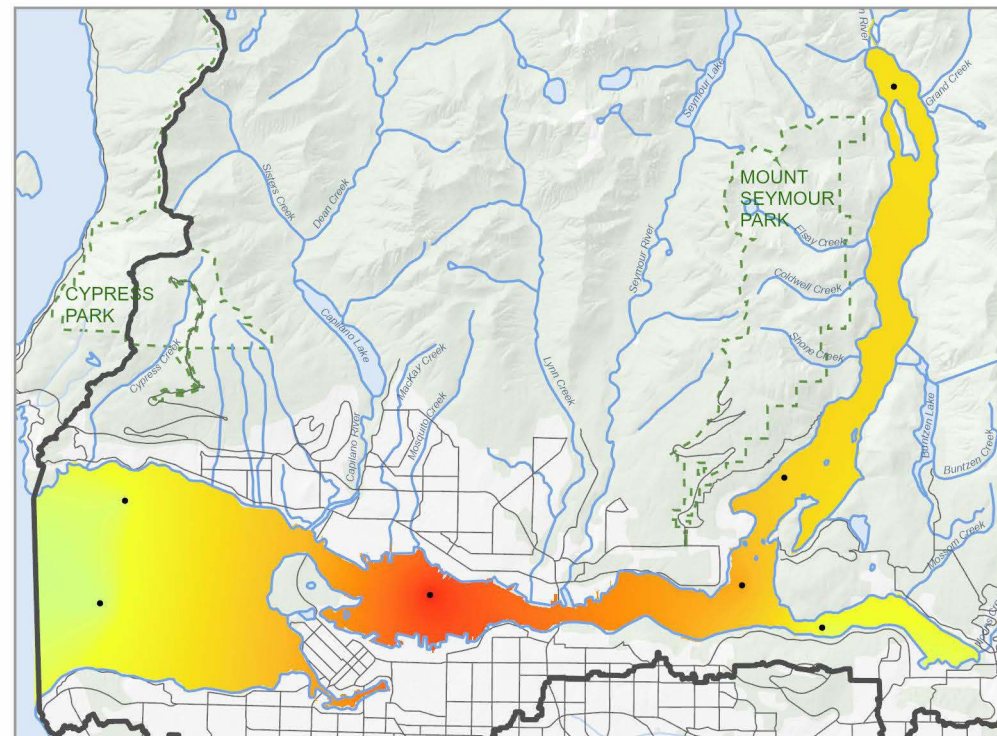 Seymour Lake
Grand Creek
Sisters Creek
Dean Creek
MOUNT
SEYMOUR
PARK
Elsay Creek
Seymour River
Coldwell Creek
CYPRESS
PARK
Capilano Lake
Cypress Creek
MacKay Creek
Shone Creek
Lynn Creek
Mosquito Creek
Capilano River
Buntzen Lake
Buntzen Creek
Mossom Creek